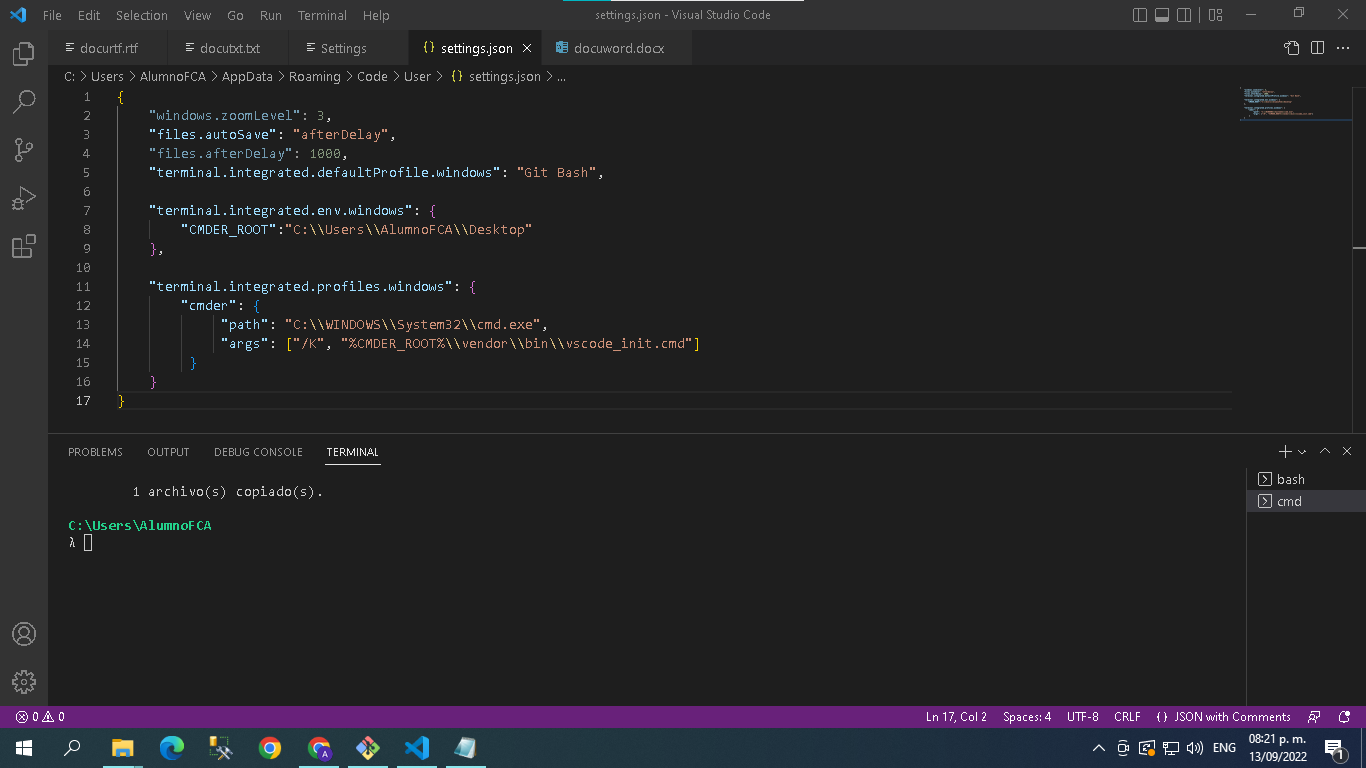 File Edit Selection View Go Run Terminal Help settings.json - Visual Studio Code
docurtf.rtf docutxt.txt Settings {} settings.json docuword.docx
C: > Users > AlumnoFCA > AppData > Roaming > Code > User > {} settings.json > ...
1 {
2 "windows.zoomLevel": 3,
3 "files.autoSave": "afterDelay",
4 "files.afterDelay": 1000,
5 "terminal.integrated.defaultProfile.windows": "Git Bash",
6
7 "terminal.integrated.env.windows": {
8 "CMDER_ROOT":"C:\\Users\\AlumnoFCA\\Desktop"
9 },
10
11 "terminal.integrated.profiles.windows": {
12 "cmder": {
13 "path": "C:\\WINDOWS\\System32\\cmd.exe",
14 "args": ["/K", "%CMDER_ROOT%\\vendor\\bin\\vscode_init.cmd"]
15 }
16 }
17 }
PROBLEMS OUTPUT DEBUG CONSOLE TERMINAL
1 archivo(s) copiado(s).
C:\Users\AlumnoFCA
λ
bash
cmd
0 0 Ln 17, Col 2 Spaces: 4 UTF-8 CRLF {} JSON with Comments
A ENG 08:21 p. m.
13/09/2022 1